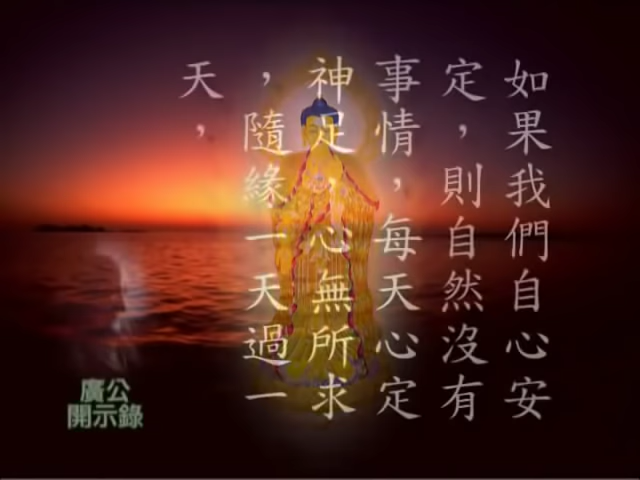 如果我們自心安
定，則自然沒有
事情，每天心定
神足，心無所求
，隨緣一天過一
天，
廣公
開示錄